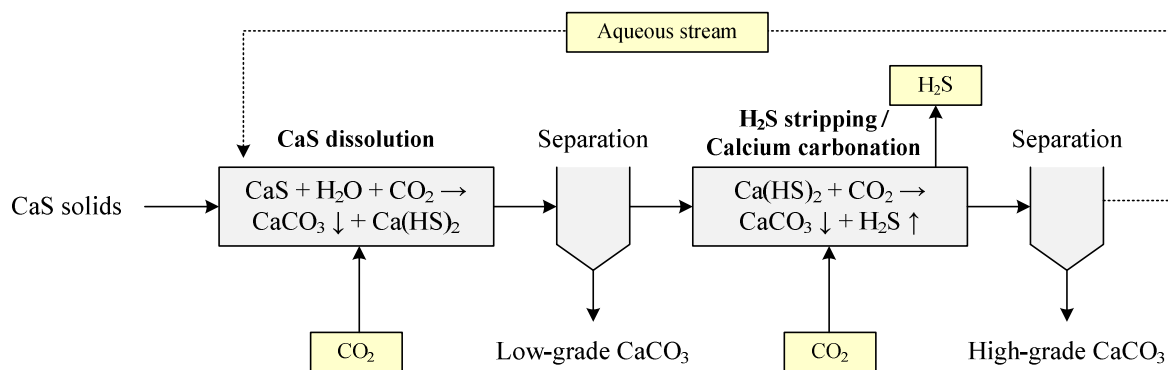 Aqueous stream
H₂S
CaS dissolution
Separation
H₂S stripping /
Calcium carbonation
Separation
CaS solids
CaS + H₂O + CO₂ →
CaCO₃ ↓ + Ca(HS)₂
Ca(HS)₂ + CO₂ →
CaCO₃ ↓ + H₂S ↑
CO₂
Low-grade CaCO₃
CO₂
High-grade CaCO₃